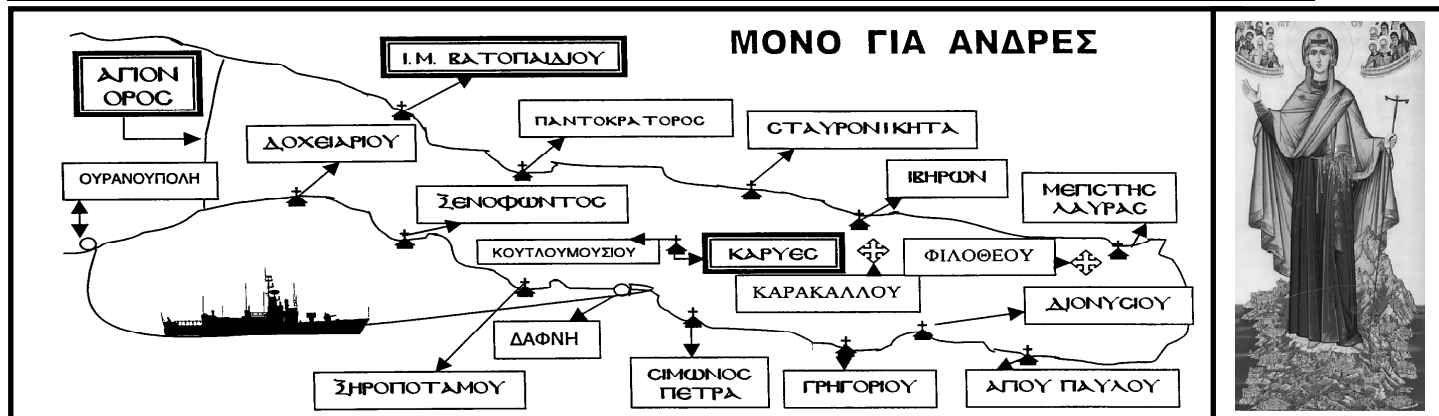 ΜΟΝΟ ΓΙΑ ΑΝΔΡΕΣ
Ι.Μ. ΒΑΤΟΠΑΙΔΙΟΥ
ΑΓΙΟΝ
ΟΡΟΣ
ΠΑΝΤΟΚΡΑΤΟΡΟΣ
ΣΤΑΥΡΟΝΙΚΗΤΑ
ΔΟΧΕΙΑΡΙΟΥ
ΟΥΡΑΝΟΥΠΟΛΗ
ΙΒΗΡΩΝ
ΜΕΓΙΣΤΗΣ
ΛΑΥΡΑΣ
ΞΕΝΟΦΩΝΤΟΣ
ΚΟΥΤΛΟΥΜΟΥΣΙΟΥ
ΚΑΡΥΕΣ
ΦΙΛΟΘΕΟΥ
ΚΑΡΑΚΑΛΛΟΥ
ΔΙΟΝΥΣΙΟΥ
ΔΑΦΝΗ
ΞΗΡΟΠΟΤΑΜΟΥ
ΣΙΜΩΝΟΣ
ΠΕΤΡΑ
ΓΡΗΓΟΡΙΟΥ
ΑΓΙΟΥ ΠΑΥΛΟΥ